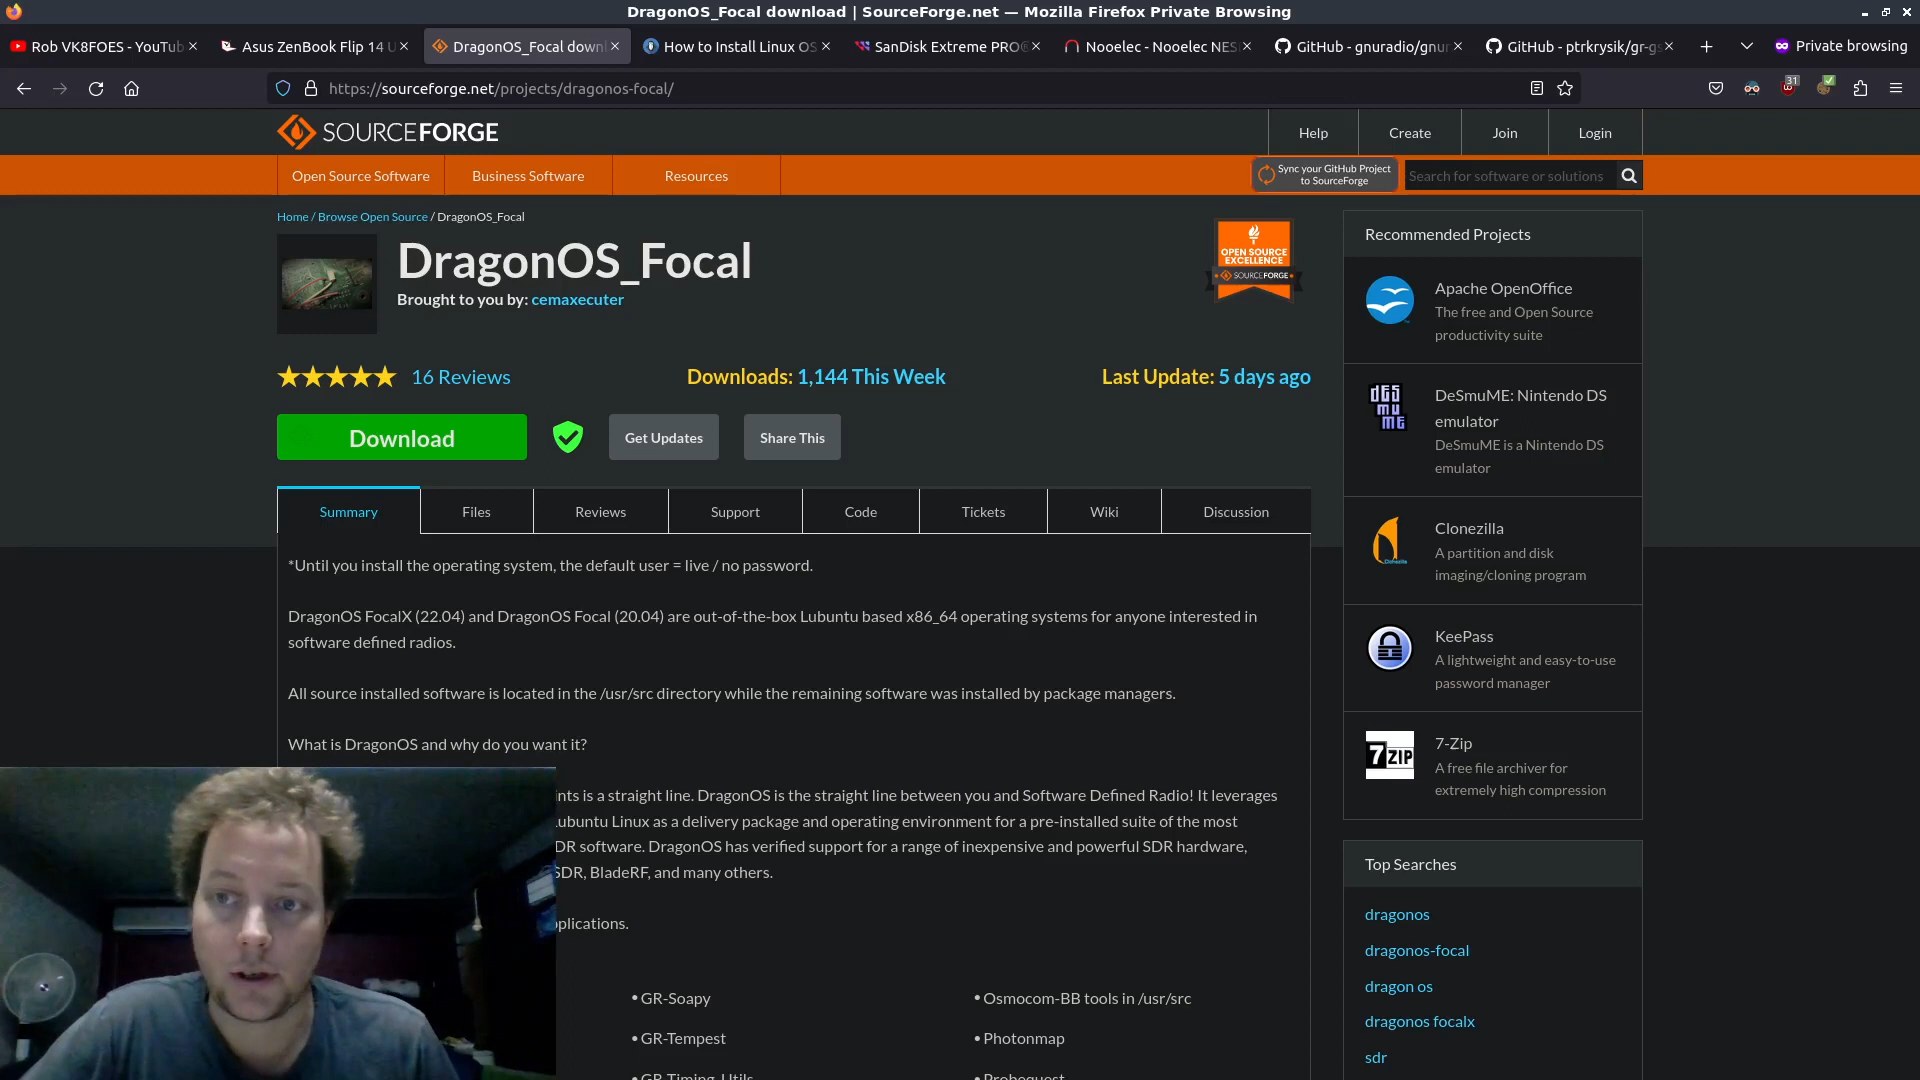 DragonOS_Focal download | SourceForge.net — Mozilla Firefox Private Browsing
Rob VK8FOES - YouTub
Asus ZenBook Flip 14 U
DragonOS_Focal down
How to Install Linux OS
SanDisk Extreme PRO®
Nooelec - Nooelec NES
GitHub - gnuradio/gnur
GitHub - ptrkrysik/gr-gs
Private browsing
https://sourceforge.net/projects/dragonos-focal/
31
SOURCEFORGE
Help
Create
Join
Login
Open Source Software
Business Software
Resources
Sync your GitHub Project
to SourceForge
Search for software or solutions
Home / Browse Open Source / DragonOS_Focal
DragonOS_Focal
Brought to you by: cemaxecuter
OPEN SOURCE
EXCELLENCE
SOURCEFORGE
16 Reviews
Downloads: 1,144 This Week
Last Update: 5 days ago
Download
Get Updates
Share This
Summary
Files
Reviews
Support
Code
Tickets
Wiki
Discussion
*Until you install the operating system, the default user = live / no password.
DragonOS FocalX (22.04) and DragonOS Focal (20.04) are out-of-the-box Lubuntu based x86_64 operating systems for anyone interested in
software defined radios.
All source installed software is located in the /usr/src directory while the remaining software was installed by package managers.
What is DragonOS and why do you want it?
nts is a straight line. DragonOS is the straight line between you and Software Defined Radio! It leverages
ubuntu Linux as a delivery package and operating environment for a pre-installed suite of the most
DR software. DragonOS has verified support for a range of inexpensive and powerful SDR hardware,
SDR, BladeRF, and many others.
plications.
• GR-Soapy
• Osmocom-BB tools in /usr/src
• GR-Tempest
• Photonmap
• GR-Timing_Utils
• Proberequest
Recommended Projects
Apache OpenOffice
The free and Open Source
productivity suite
DeSmuME: Nintendo DS
emulator
DeSmuME is a Nintendo DS
emulator
Clonezilla
A partition and disk
imaging/cloning program
KeePass
A lightweight and easy-to-use
password manager
7-Zip
A free file archiver for
extremely high compression
Top Searches
dragonos
dragonos-focal
dragon os
dragonos focalx
sdr